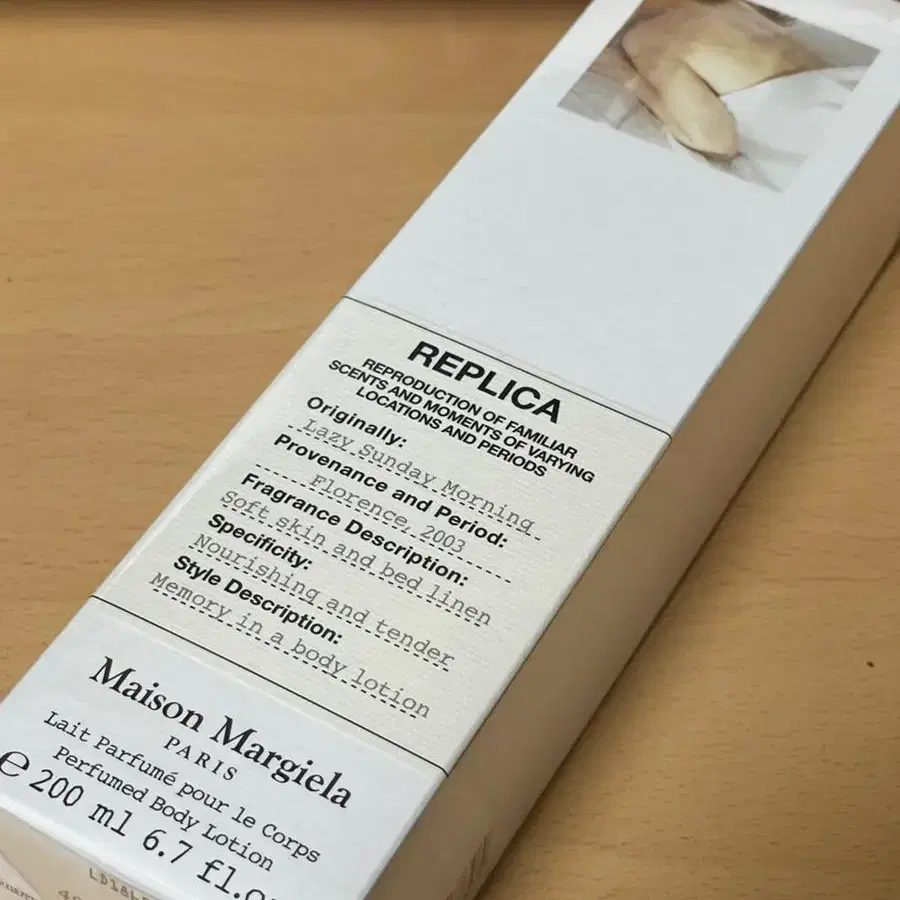 REPLICA
REPRODUCTION OF FAMILIAR
SCENTS AND MOMENTS OF VARYING
LOCATIONS AND PERIODS
Originally:
Lazy Sunday Morning
Provenance and Period:
Florence, 2003
Fragrance Description:
Soft skin and bed linen
Specificity:
Nourishing and tender
Style Description:
Memory in a body lotion
Maison Margiela
PARIS
Lait Parfumé pour le Corps
Perfumed Body Lotion
℮ 200 ml 6.7 fl.